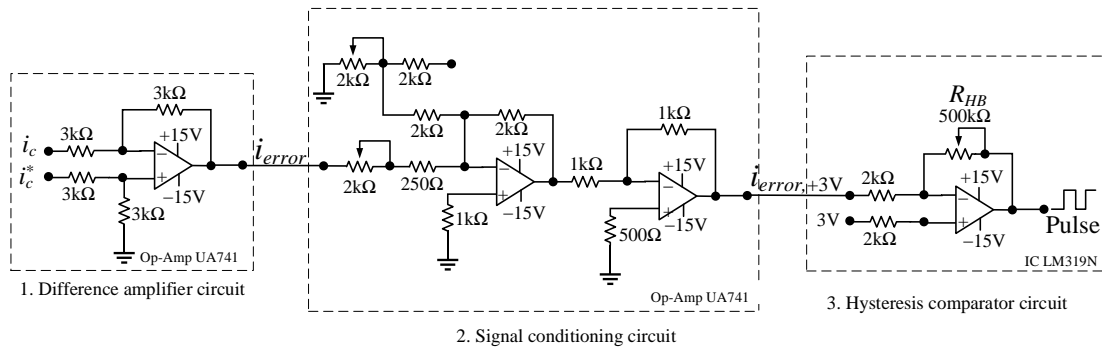 3kΩ
i_c
3kΩ
+15V
−
i_c^*
3kΩ
+
−15V
3kΩ
Op-Amp UA741
1. Difference amplifier circuit
i_error
2kΩ
2kΩ
2kΩ
2kΩ
2kΩ
250Ω
+15V
−
+
−15V
1kΩ
1kΩ
1kΩ
+15V
−
+
−15V
500Ω
Op-Amp UA741
2. Signal conditioning circuit
i_error, +3V
R_HB
500kΩ
2kΩ
+15V
−
3V
+
2kΩ
−15V
Pulse
IC LM319N
3. Hysteresis comparator circuit